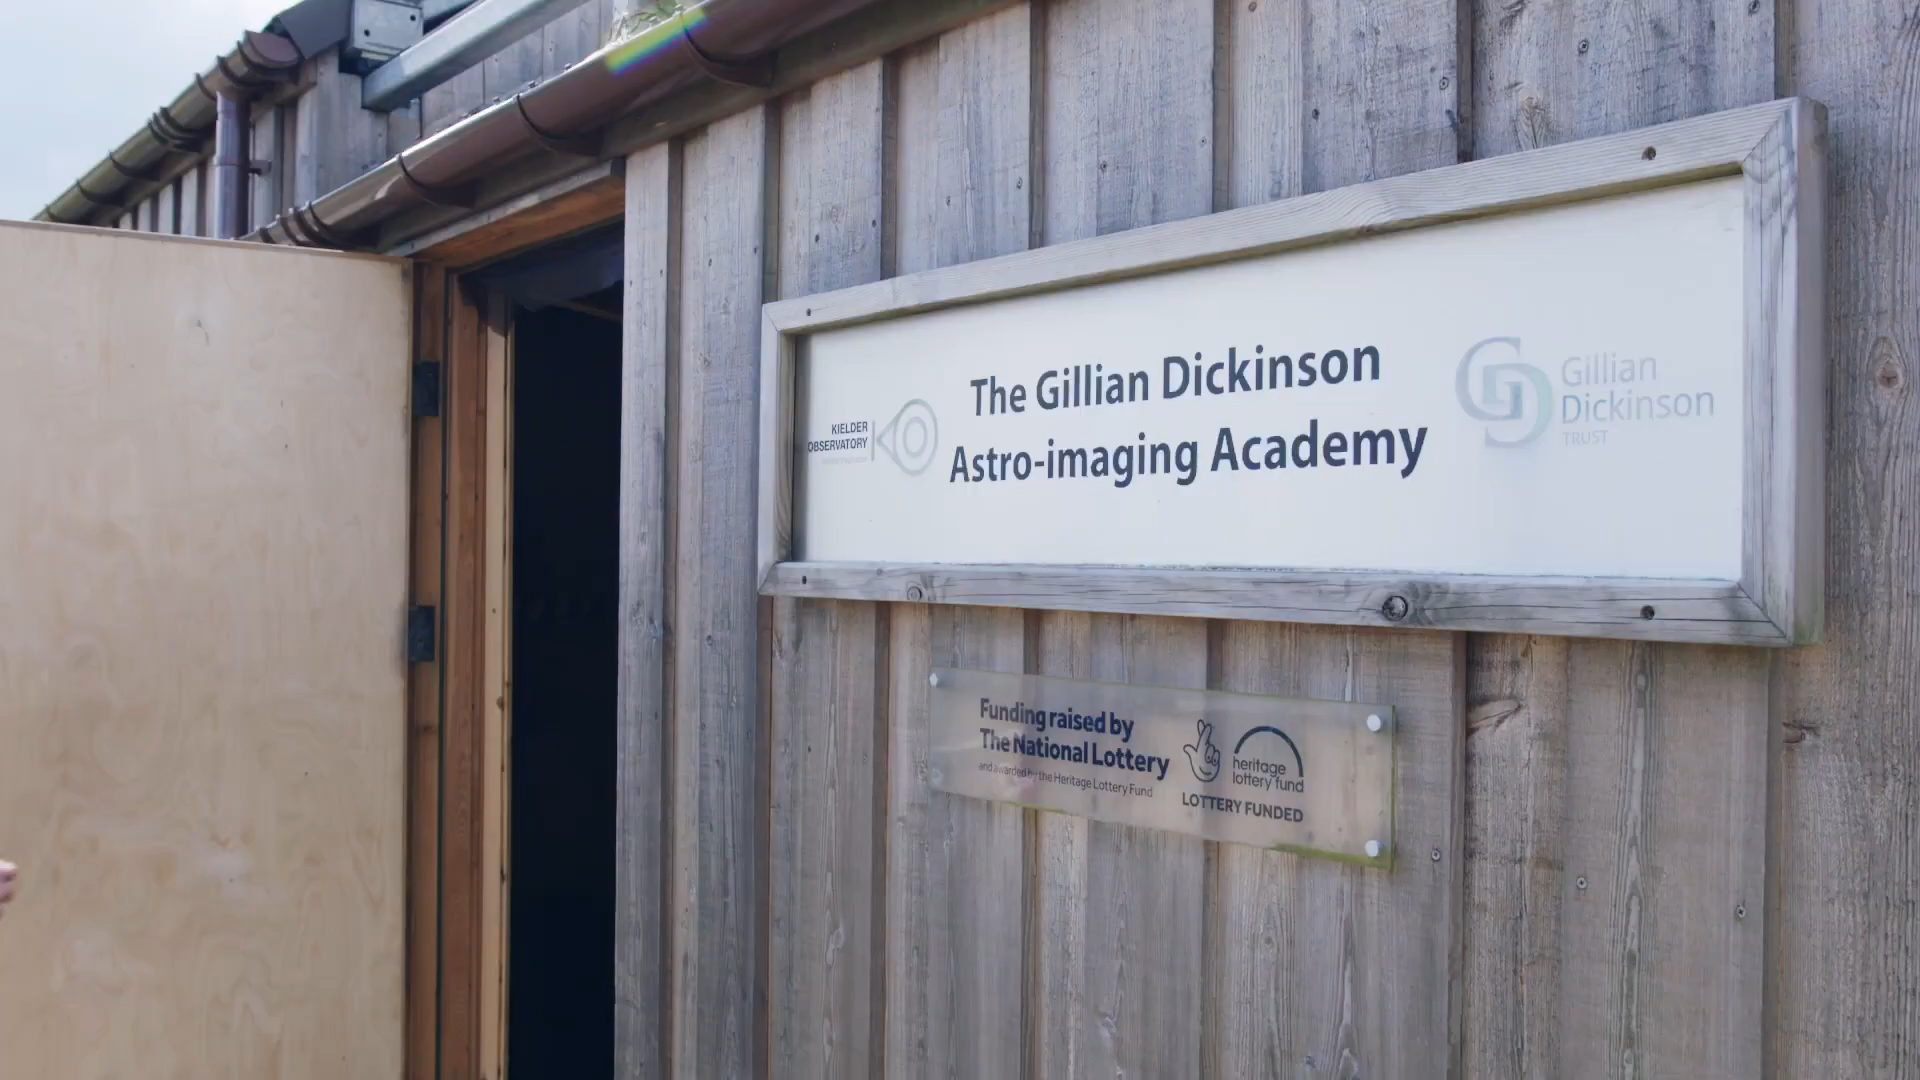 The Gillian Dickinson
Astro-imaging Academy
KIELDER
OBSERVATORY
Gillian
Dickinson
TRUST
Funding raised by
The National Lottery
and awarded by the Heritage Lottery Fund
heritage
lottery fund
LOTTERY FUNDED